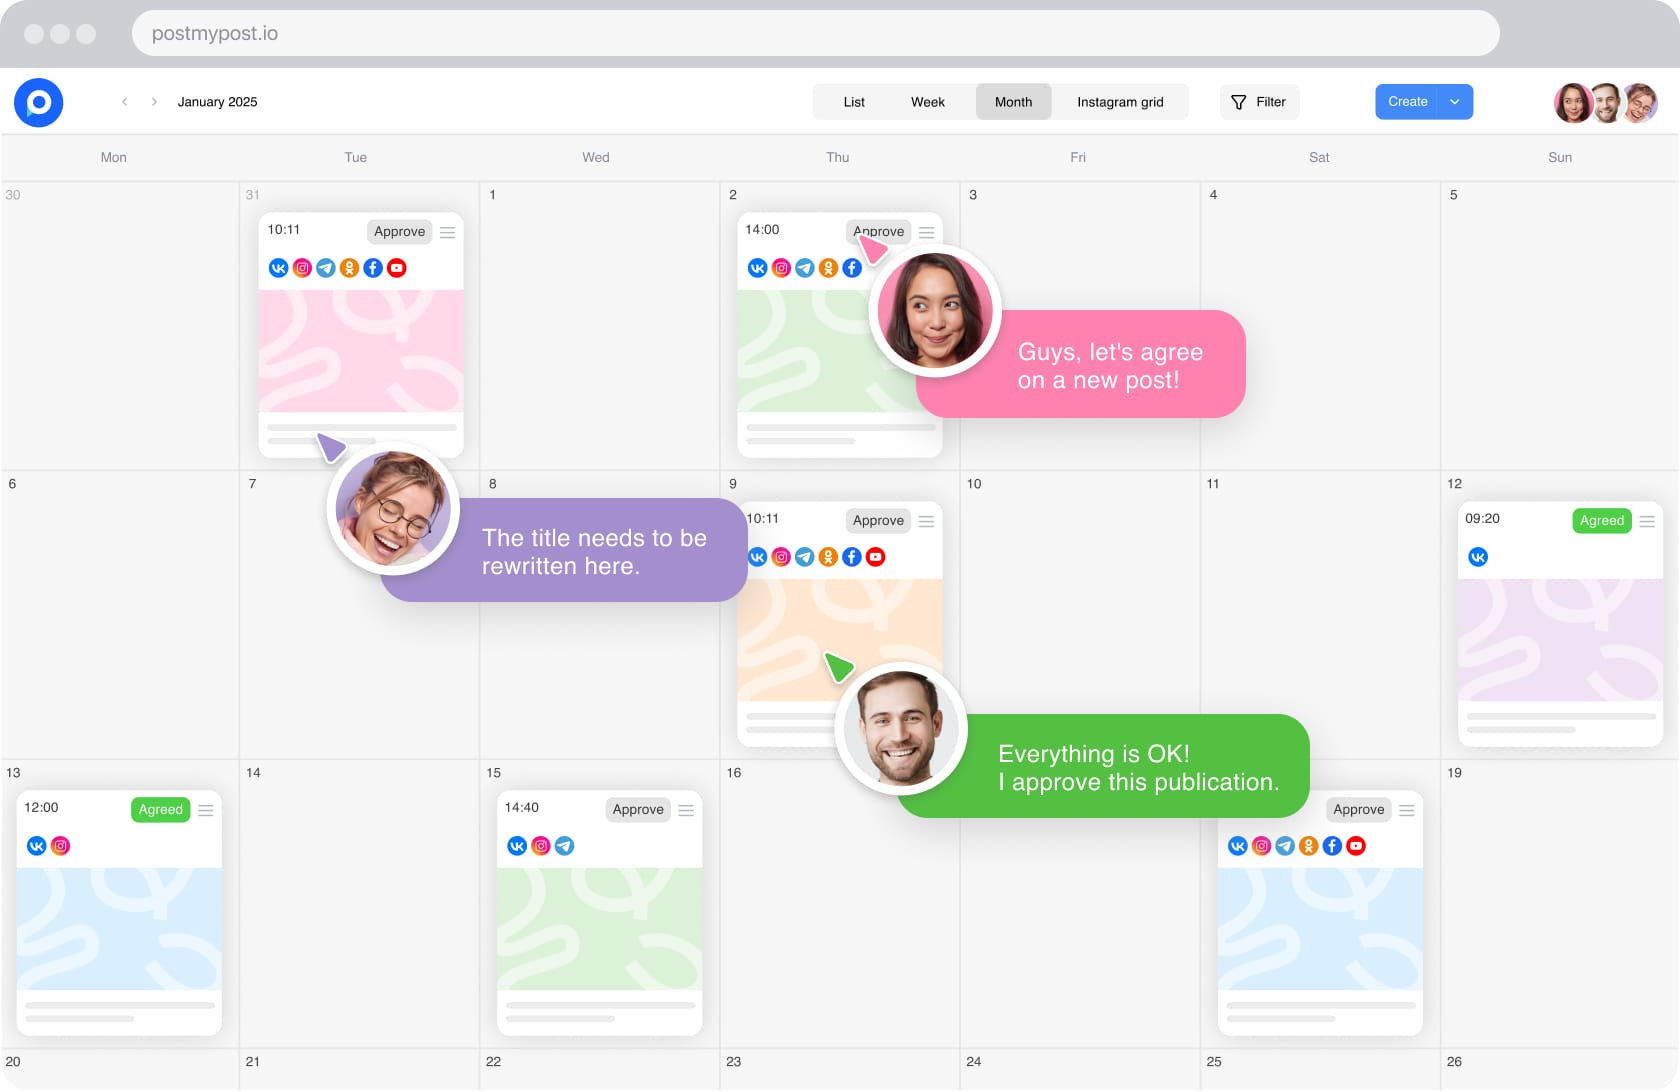 postmypost.io
January 2025
List Week Month Instagram grid Filter Create
Mon Tue Wed Thu Fri Sat Sun
30 31 1 2 3 4 5
10:11 Approve 14:00 Approve
Guys, let's agree
on a new post!
6 7 8 9 10 11 12
10:11 Approve 09:20 Agreed
The title needs to be
rewritten here.
Everything is OK!
I approve this publication.
13 14 15 16 19
12:00 Agreed 14:40 Approve Approve
20 21 22 23 24 25 26